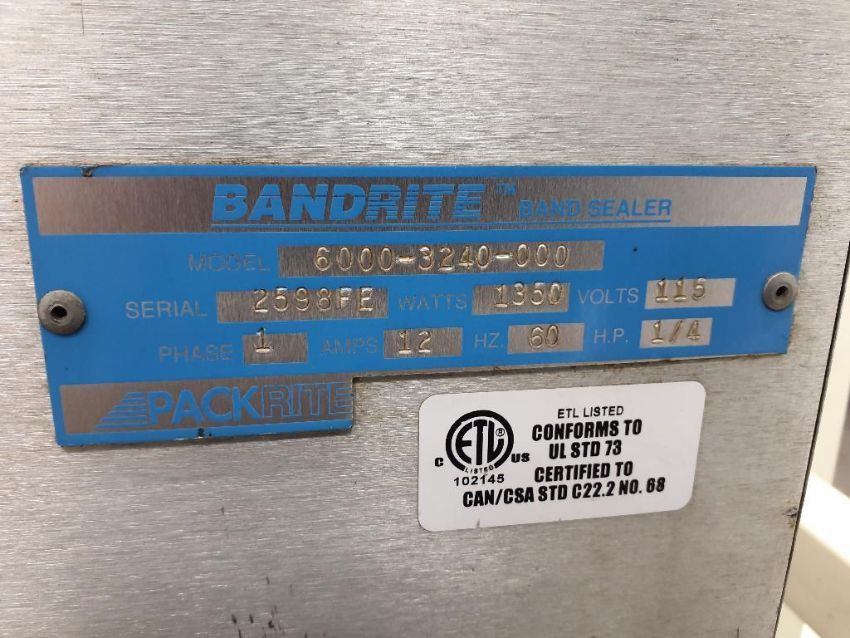 BANDRITE™ BAND SEALER
MODEL 6000-3240-000
SERIAL 2598FE WATTS 1350 VOLTS 115
PHASE 1 AMPS 12 HZ. 60 H.P. 1/4
PACKRITE
ETL LISTED
CONFORMS TO
UL STD 73
CERTIFIED TO
CAN/CSA STD C22.2 NO. 68
C ETL® US
LISTED
102145